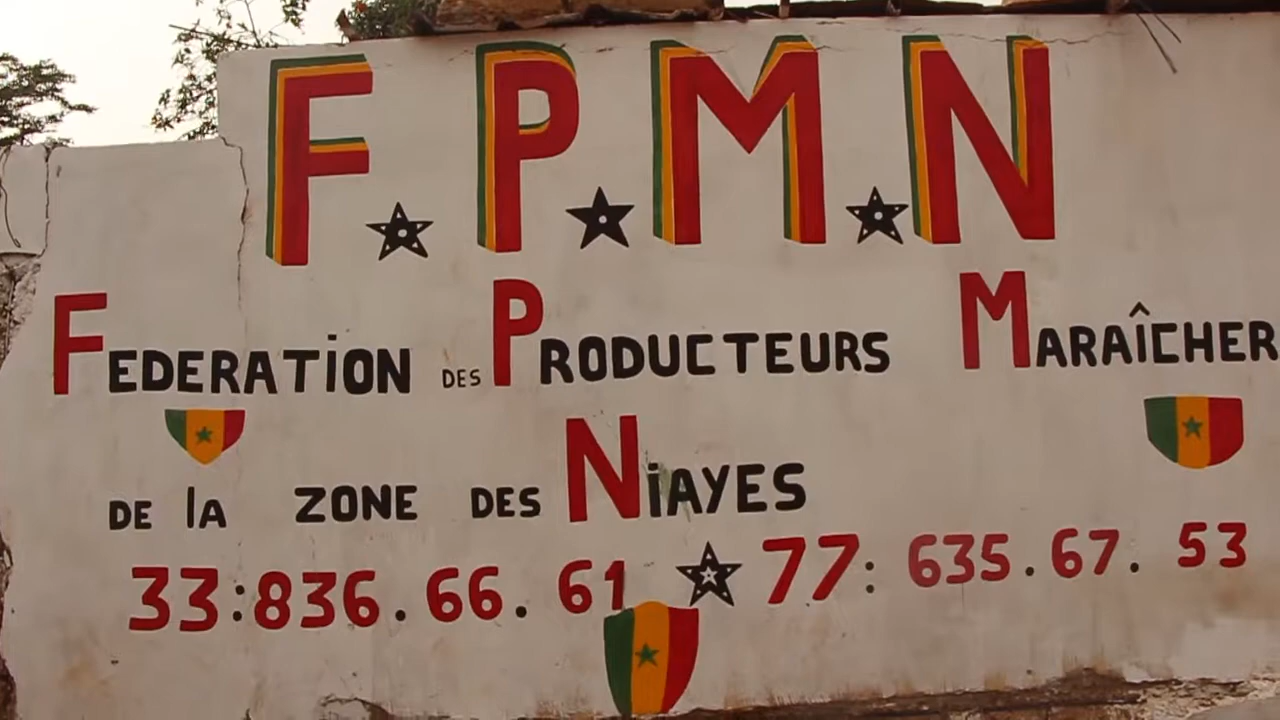 F.P.M.N
FEDERATION DES PRODUCTEURS MARAÎCHER
DE la ZONE DES NIAYES
33:836.66.61 77:635.67.53